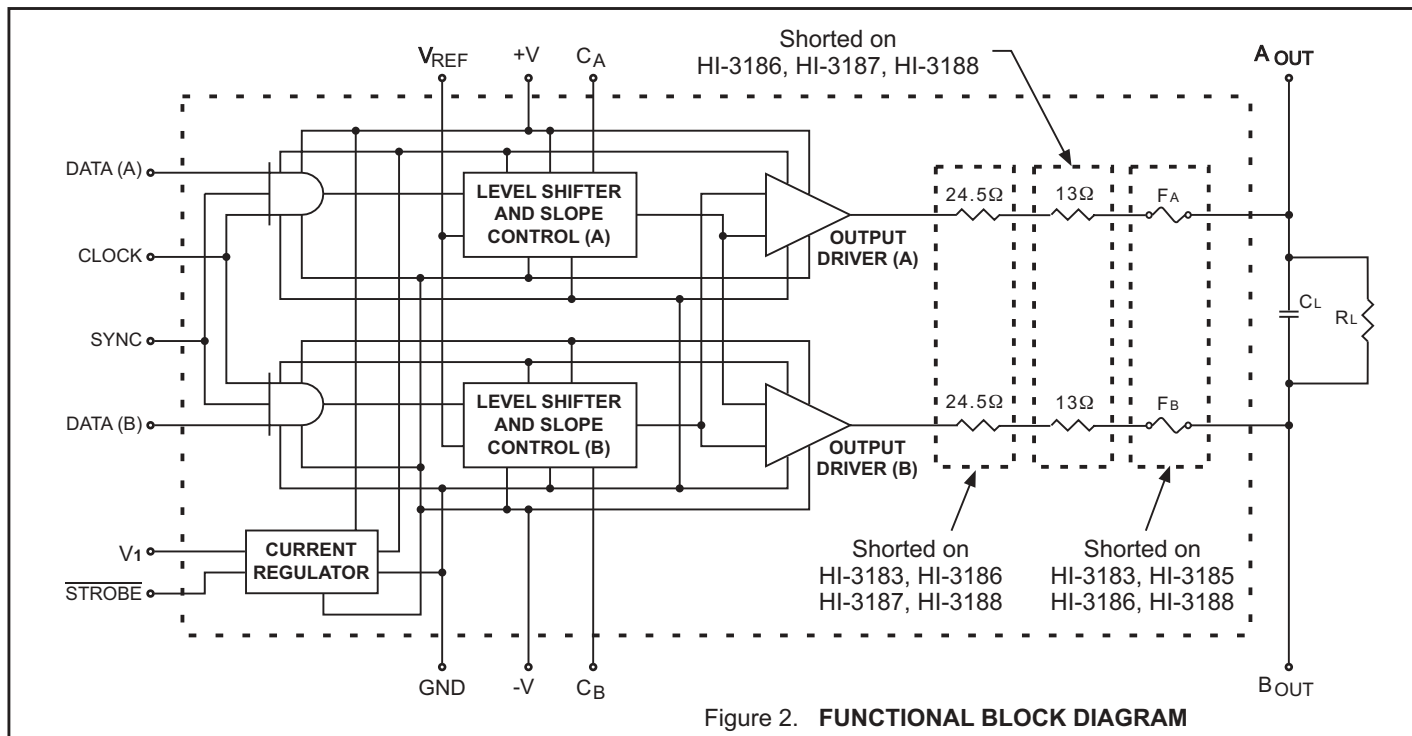 Shorted on
HI-3186, HI-3187, HI-3188
VREF
+V
CA
A OUT
DATA (A)
CLOCK
SYNC
DATA (B)
V1
STROBE
LEVEL SHIFTER
AND SLOPE
CONTROL (A)
OUTPUT
DRIVER (A)
24.5Ω
13Ω
FA
CL
RL
LEVEL SHIFTER
AND SLOPE
CONTROL (B)
OUTPUT
DRIVER (B)
24.5Ω
13Ω
FB
CURRENT
REGULATOR
Shorted on
HI-3183, HI-3186
HI-3187, HI-3188
Shorted on
HI-3183, HI-3185
HI-3186, HI-3188
GND
-V
CB
BOUT
Figure 2. FUNCTIONAL BLOCK DIAGRAM